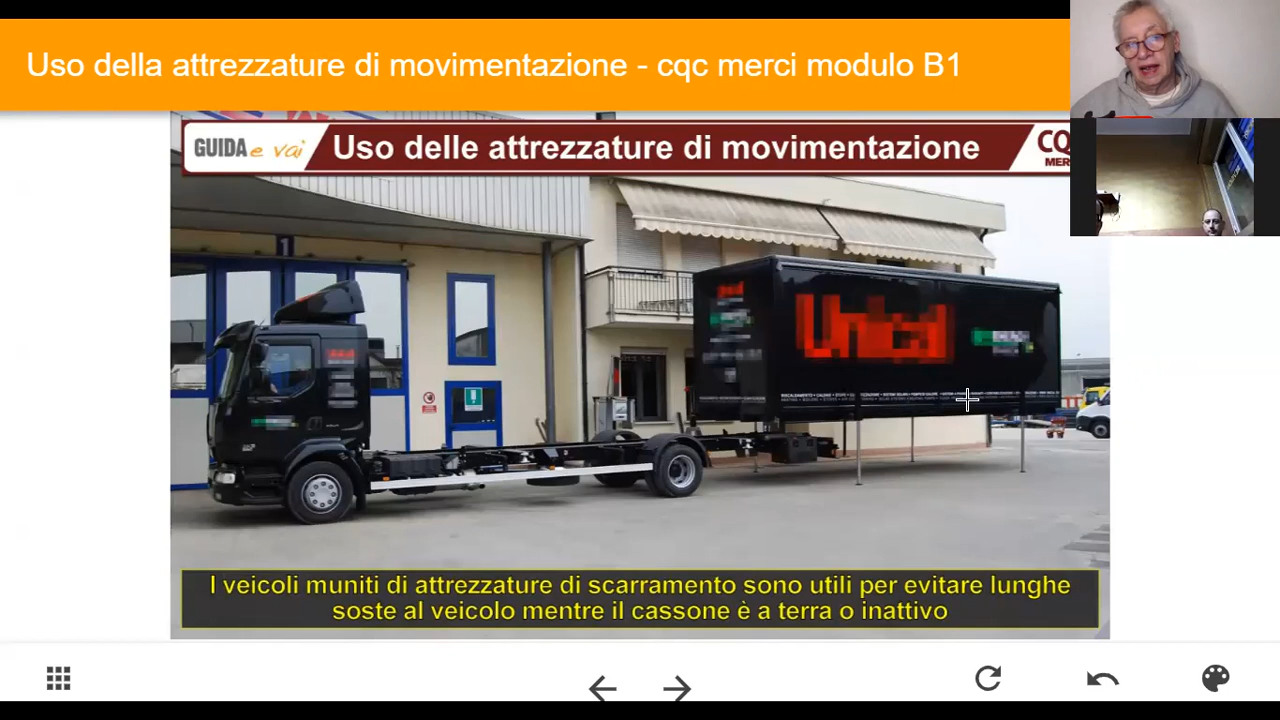 Uso della attrezzature di movimentazione - cqc merci modulo B1
GUIDA e vai
Uso delle attrezzature di movimentazione
CQ
MER
1
Unical
I veicoli muniti di attrezzature di scarramento sono utili per evitare lunghe
soste al veicolo mentre il cassone è a terra o inattivo